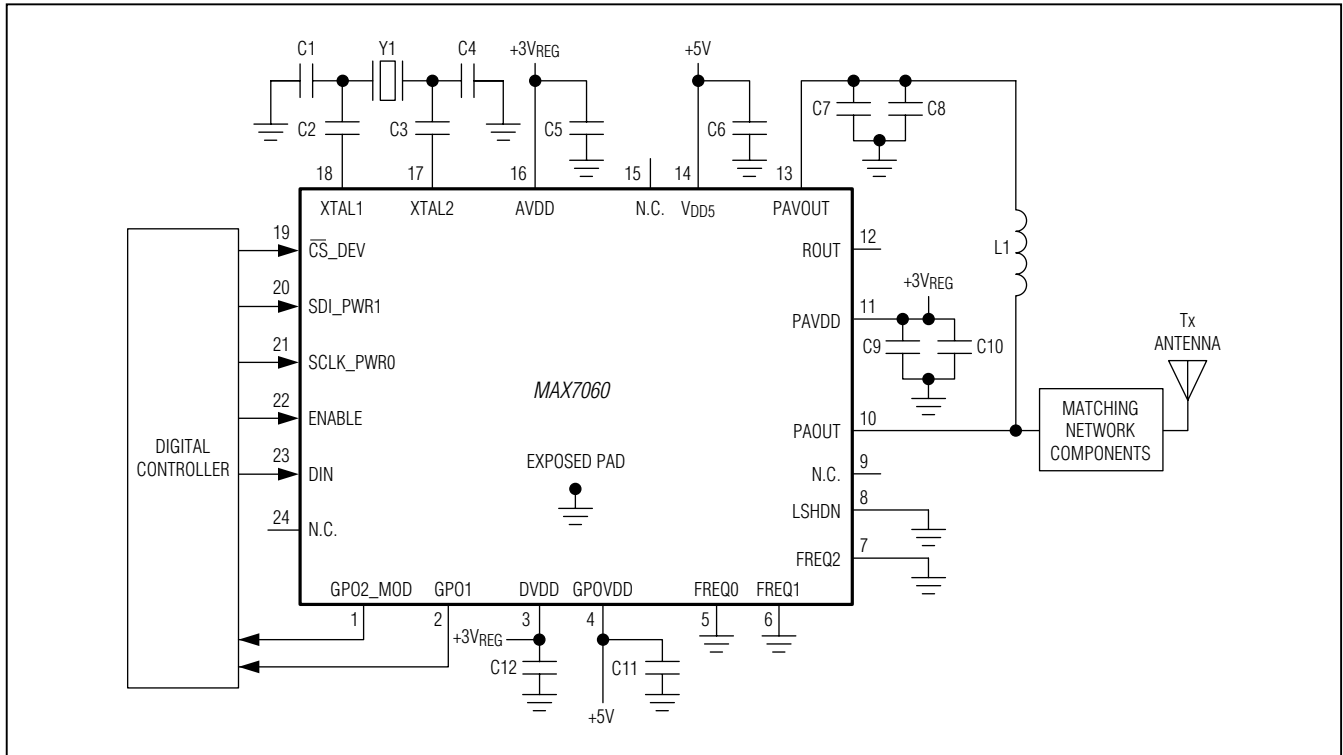 C1
Y1
C4
+3VREG
+5V
C2
C3
C5
C6
C7
C8
18
17
16
15
14
13
XTAL1
XTAL2
AVDD
N.C.
VDD5
PAVOUT
DIGITAL
CONTROLLER
19
CS_DEV
20
SDI_PWR1
21
SCLK_PWR0
22
ENABLE
23
DIN
24
N.C.
MAX7060
EXPOSED PAD
12
ROUT
L1
+3VREG
11
PAVDD
C9
C10
Tx
ANTENNA
10
PAOUT
MATCHING
NETWORK
COMPONENTS
9
N.C.
8
LSHDN
7
FREQ2
GPO2_MOD
GPO1
DVDD
GPOVDD
FREQ0
FREQ1
1
2
3
4
5
6
+3VREG
C12
C11
+5V